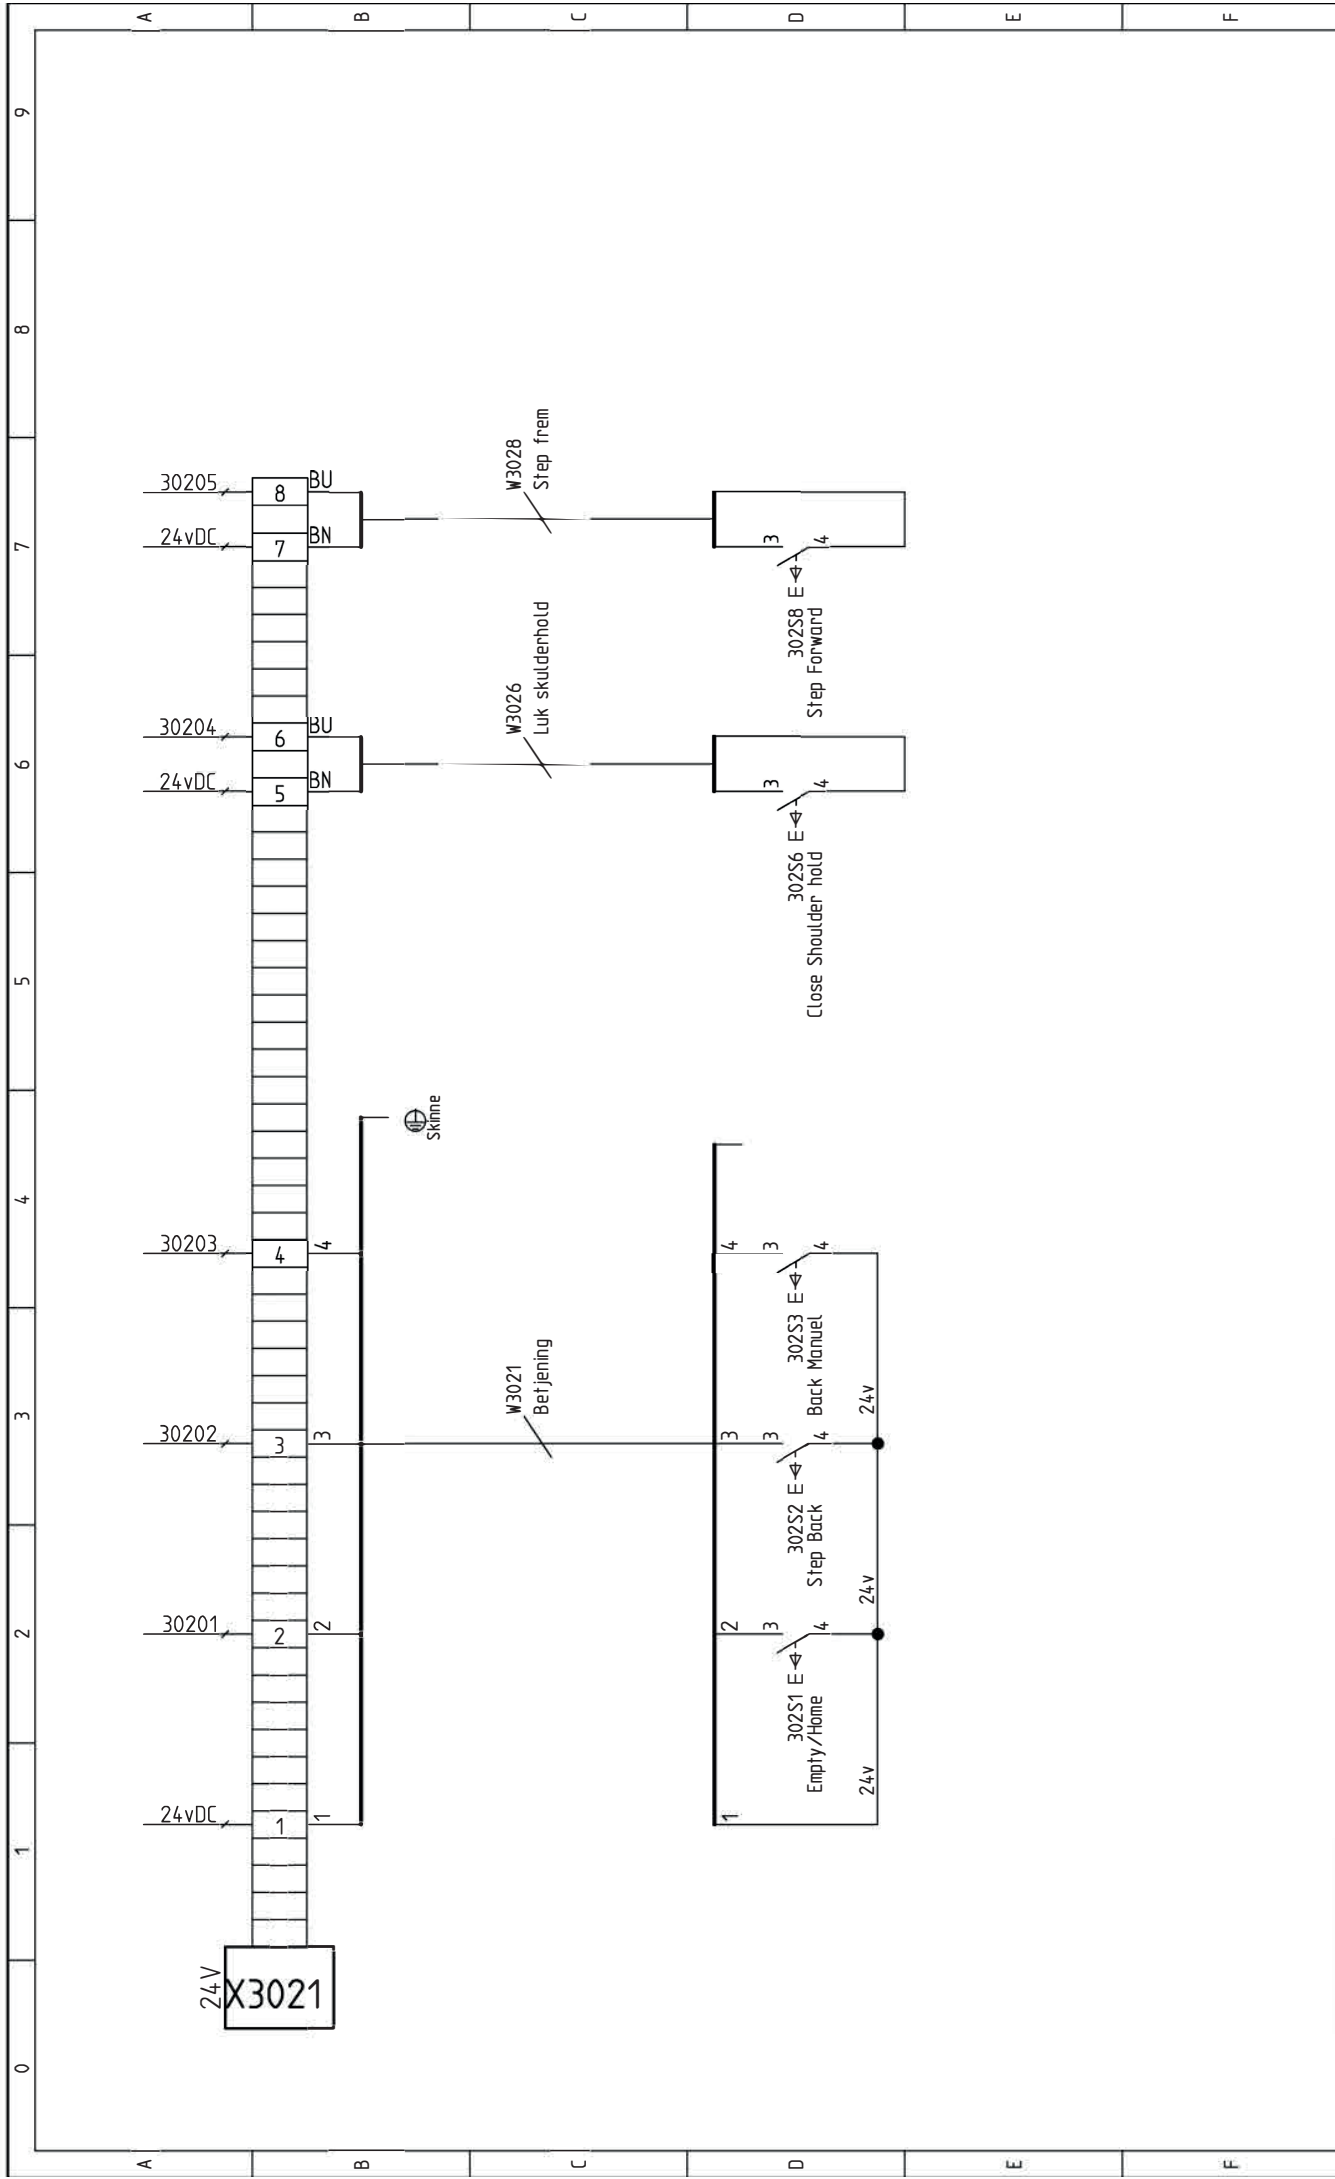 0 1 2 3 4 5 6 7 8 9
A A
24vDC 30201 30202 30203 24vDC 30204 24vDC 30205
24V
X3021
1 2 3 4 5 6 7 8
1 2 3 4 BN BU BN BU
B B
Skinne
C C
W3021
Betjening
W3026
Luk skulderhold
W3028
Step frem
1 2 3 4
D D
3 3 3 3 3
302S1
Empty/Home
302S2
Step Back
302S3
Back Manuel
302S6
Close Shoulder hold
302S8
Step Forward
4 4 4 4 4
24v 24v 24v
E E
F F